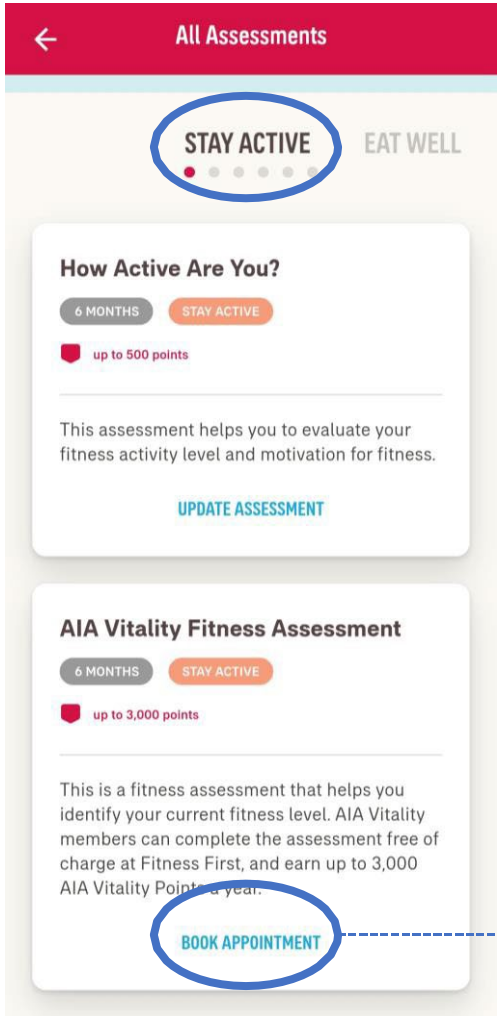 All Assessments
STAY ACTIVE EAT WELL
How Active Are You?
6 MONTHS STAY ACTIVE
up to 500 points
This assessment helps you to evaluate your
fitness activity level and motivation for fitness.
UPDATE ASSESSMENT
AIA Vitality Fitness Assessment
6 MONTHS STAY ACTIVE
up to 3,000 points
This is a fitness assessment that helps you
identify your current fitness level. AIA Vitality
members can complete the assessment free of
charge at Fitness First, and earn up to 3,000
AIA Vitality Points a year.
BOOK APPOINTMENT